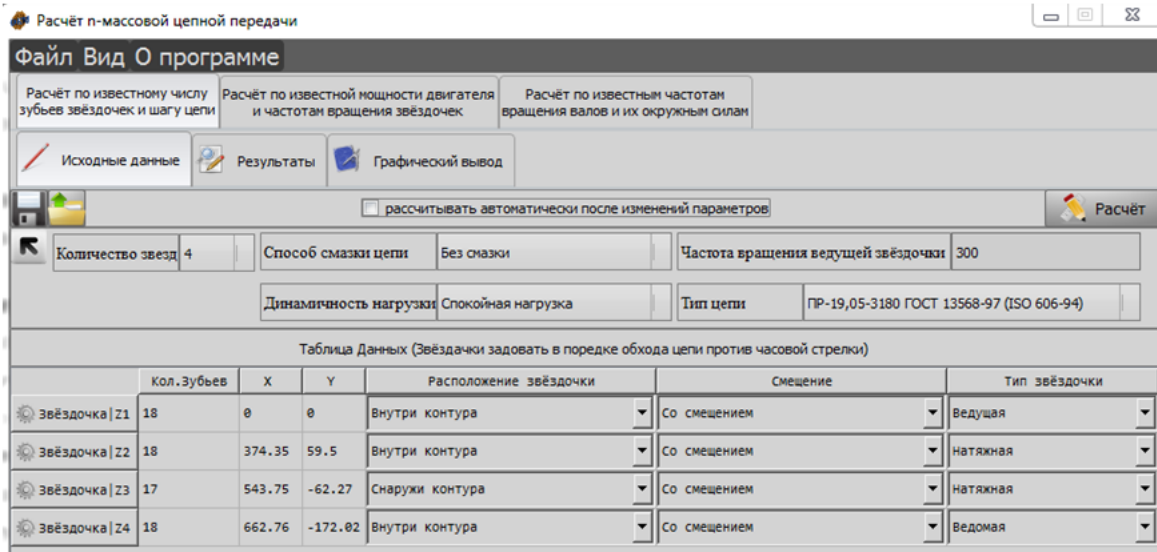 Расчёт n-массовой цепной передачи
Файл Вид О программе
Расчёт по известному числу зубьев звёздочек и шагу цепи
Расчёт по известной мощности двигателя и частотам вращения звёздочек
Расчёт по известным частотам вращения валов и их окружным силам
Исходные данные
Результаты
Графический вывод
рассчитывать автоматически после изменений параметров
Расчёт
Количество звезд 4
Способ смазки цепи Без смазки
Частота вращения ведущей звёздочки 300
Динамичность нагрузки Спокойная нагрузка
Тип цепи ПР-19,05-3180 ГОСТ 13568-97 (ISO 606-94)
Таблица Данных (Звёздачки задовать в поредке обхода цепи против часовой стрелки)
Кол.Зубьев X Y Расположение звёздочки Смещение Тип звёздочки
Звёздочка|Z1 18 0 0 Внутри контура Со смещением Ведущая
Звёздочка|Z2 18 374.35 59.5 Внутри контура Со смещением Натяжная
Звёздочка|Z3 17 543.75 -62.27 Снаружи контура Со смещением Натяжная
Звёздочка|Z4 18 662.76 -172.02 Внутри контура Со смещением Ведомая